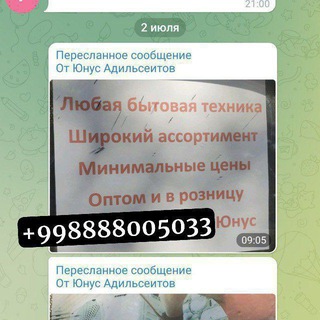 21:00
2 июля
Пересланное сообщение
От Юнус Адильсеитов
Любая бытовая техника
Широкий ассортимент
Минимальные цены
Оптом и в розницу
Юнус
+998888005033
09:05
Пересланное сообщение
От Юнус Адильсеитов